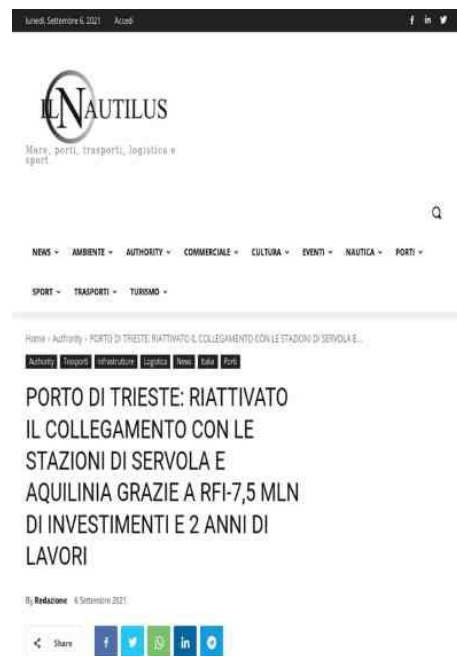 lunedì, Settembre 6, 2021 Accedi
IL NAUTILUS
Mare, porti, trasporti, logistica e
sport
NEWS AMBIENTE AUTHORITY COMMERCIALE CULTURA EVENTI NAUTICA PORTI
SPORT TRASPORTI TURISMO
Home › Authority › PORTO DI TRIESTE: RIATTIVATO IL COLLEGAMENTO CON LE STAZIONI DI SERVOLA E...
Authority Trasporti Infrastrutture Logistica News Italia Porti
PORTO DI TRIESTE: RIATTIVATO
IL COLLEGAMENTO CON LE
STAZIONI DI SERVOLA E
AQUILINIA GRAZIE A RFI-7,5 MLN
DI INVESTIMENTI E 2 ANNI DI
LAVORI
By Redazione 6 Settembre 2021
Share